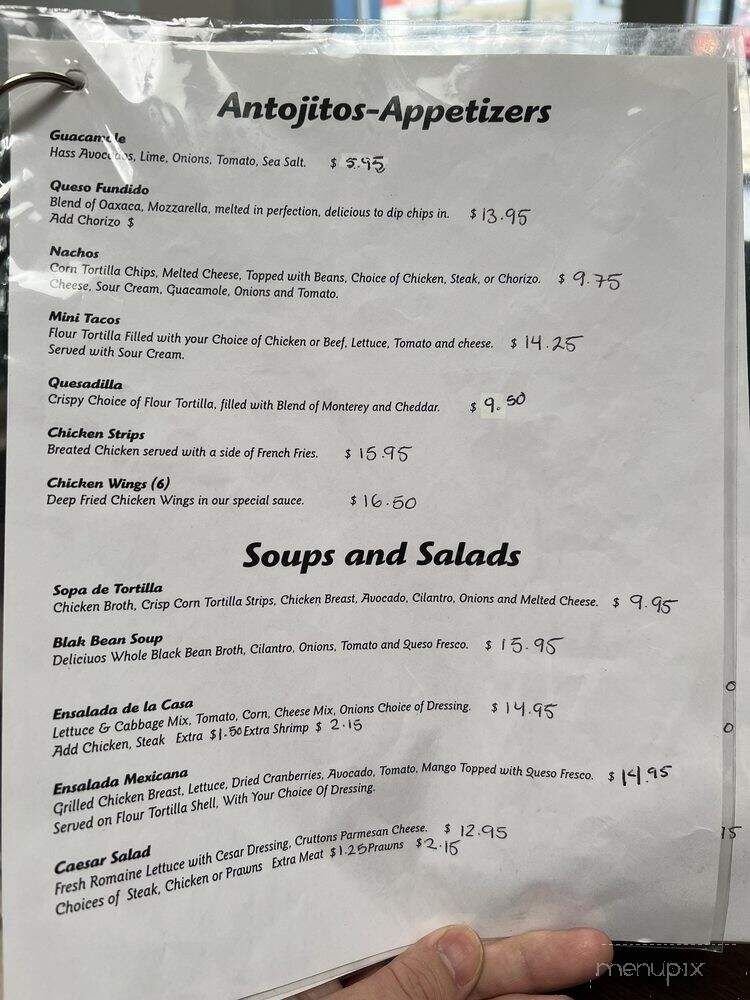 Antojitos-Appetizers
Guacamole
Hass Avocados, Lime, Onions, Tomato, Sea Salt. $ 5.95
Queso Fundido
Blend of Oaxaca, Mozzarella, melted in perfection, delicious to dip chips in. $ 13.95
Add Chorizo $
Nachos
Corn Tortilla Chips, Melted Cheese, Topped with Beans, Choice of Chicken, Steak, or Chorizo. $ 9.75
Cheese, Sour Cream, Guacamole, Onions and Tomato.
Mini Tacos
Flour Tortilla Filled with your Choice of Chicken or Beef, Lettuce, Tomato and cheese. $ 14.25
Served with Sour Cream.
Quesadilla
Crispy Choice of Flour Tortilla, filled with Blend of Monterey and Cheddar. $ 9.50
Chicken Strips
Breated Chicken served with a side of French Fries. $ 15.95
Chicken Wings (6)
Deep Fried Chicken Wings in our special sauce. $ 16.50
Soups and Salads
Sopa de Tortilla
Chicken Broth, Crisp Corn Tortilla Strips, Chicken Breast, Avocado, Cilantro, Onions and Melted Cheese. $ 9.95
Blak Bean Soup
Deliciuos Whole Black Bean Broth, Cilantro, Onions, Tomato and Queso Fresco. $ 15.95
Ensalada de la Casa
Lettuce & Cabbage Mix, Tomato, Corn, Cheese Mix, Onions Choice of Dressing. $ 14.95
Add Chicken, Steak Extra $1.50 Extra Shrimp $ 2.15
Ensalada Mexicana
Grilled Chicken Breast, Lettuce, Dried Cranberries, Avocado, Tomato, Mango Topped with Queso Fresco. $ 14.95
Served on Flour Tortilla Shell, With Your Choice Of Dressing.
Caesar Salad
Fresh Romaine Lettuce with Cesar Dressing, Cruttons Parmesan Cheese. $ 12.95
Choices of Steak, Chicken or Prawns Extra Meat $1.25 Prawns $2.15
0
0
15
menupix